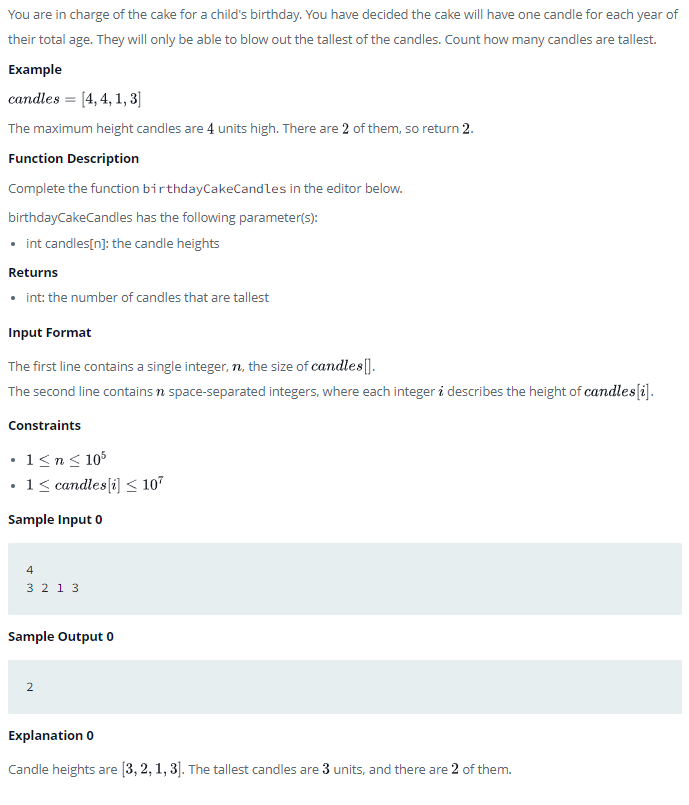 You are in charge of the cake for a child's birthday. You have decided the cake will have one candle for each year of
their total age. They will only be able to blow out the tallest of the candles. Count how many candles are tallest.
Example
candles = [4, 4, 1, 3]
The maximum height candles are 4 units high. There are 2 of them, so return 2.
Function Description
Complete the function birthdayCakeCandles in the editor below.
birthdayCakeCandles has the following parameter(s):
• int candles[n]: the candle heights
Returns
• int: the number of candles that are tallest
Input Format
The first line contains a single integer, n, the size of candles[].
The second line contains n space-separated integers, where each integer i describes the height of candles[i].
Constraints
• 1 ≤ n ≤ 10⁵
• 1 ≤ candles[i] ≤ 10⁷
Sample Input 0
4
3 2 1 3
Sample Output 0
2
Explanation 0
Candle heights are [3, 2, 1, 3]. The tallest candles are 3 units, and there are 2 of them.